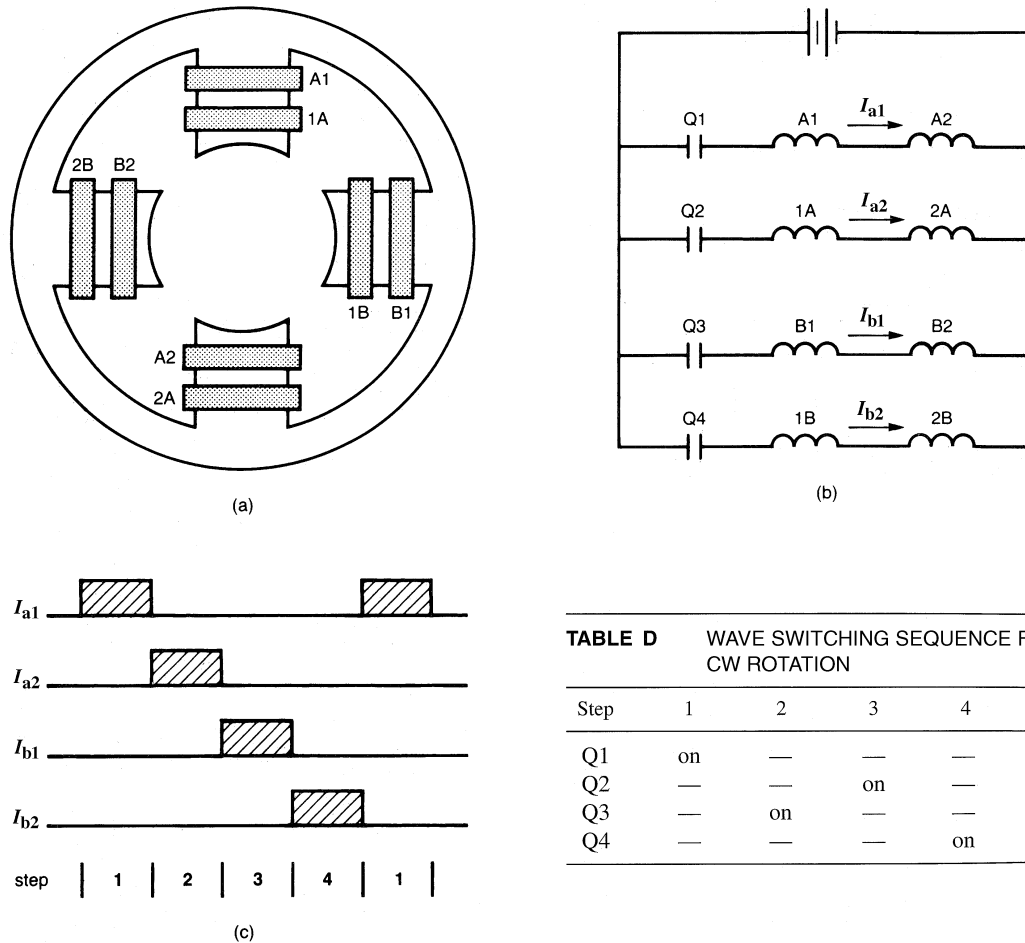 A1
1A
2B B2
1B B1
A2
2A
(a)
Q1 A1 Ia1 A2
Q2 1A Ia2 2A
Q3 B1 Ib1 B2
Q4 1B Ib2 2B
(b)
Ia1
Ia2
Ib1
Ib2
step 1 2 3 4 1
(c)
TABLE D WAVE SWITCHING SEQUENCE
CW ROTATION
Step 1 2 3 4
Q1 on — — —
Q2 — — on —
Q3 — on — —
Q4 — — — on